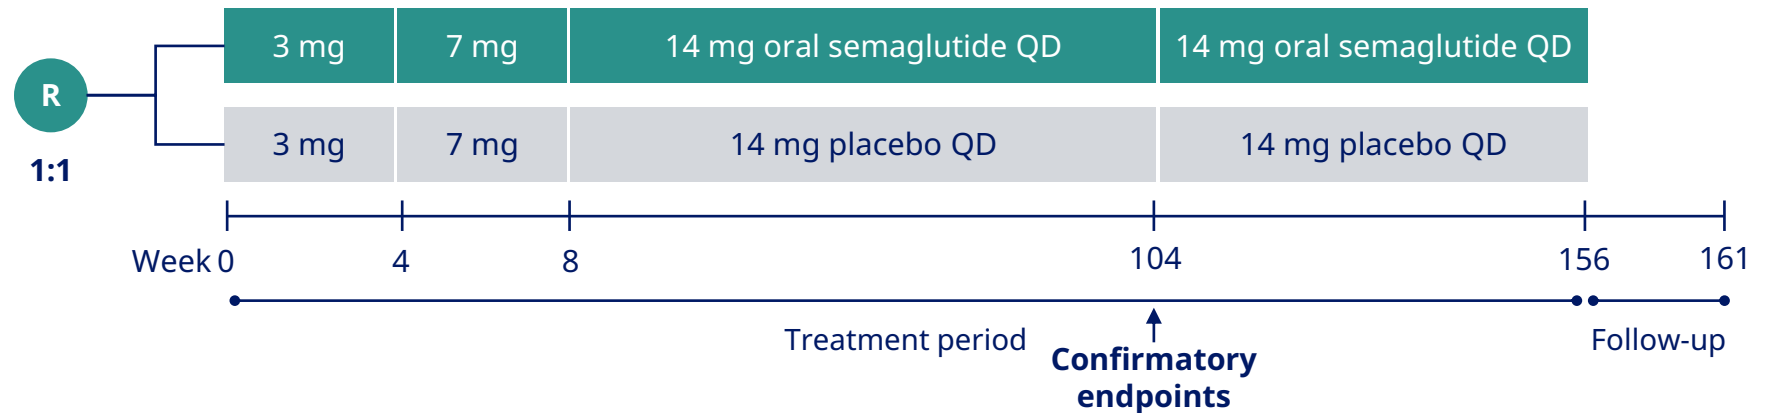 3 mg 7 mg 14 mg oral semaglutide QD 14 mg oral semaglutide QD
R
1:1
3 mg 7 mg 14 mg placebo QD 14 mg placebo QD
Week 0 4 8 104 156 161
Treatment period
Confirmatory
endpoints
Follow-up